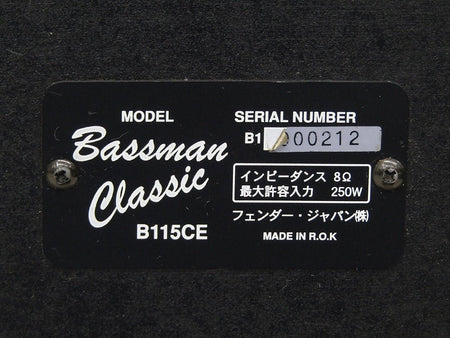 MODEL
Bassman
Classic
B115CE
SERIAL NUMBER
B1 00212
インピーダンス 8Ω
最大許容入力 250W
フェンダー・ジャパン(株)
MADE IN R.O.K